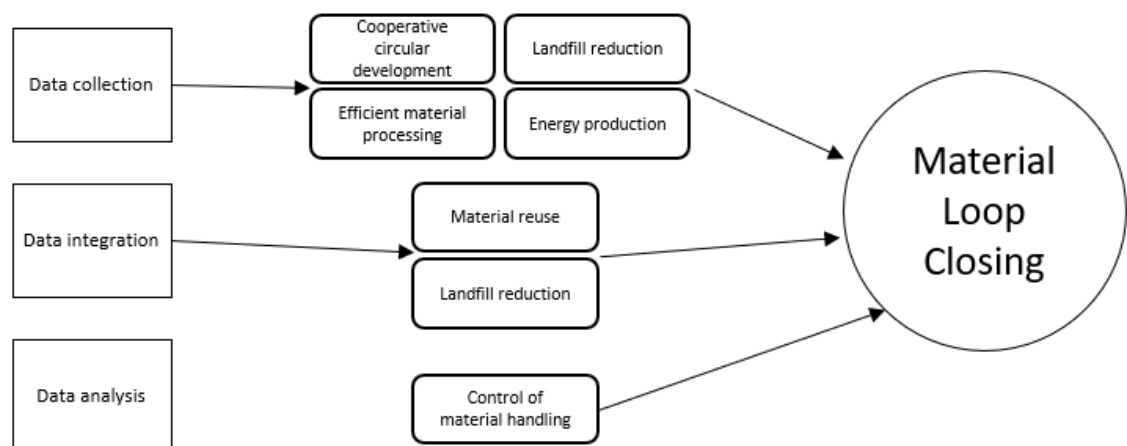 Data collection
Cooperative
circular
development
Landfill reduction
Efficient material
processing
Energy production
Material
Loop
Closing
Data integration
Material reuse
Landfill reduction
Data analysis
Control of
material handling